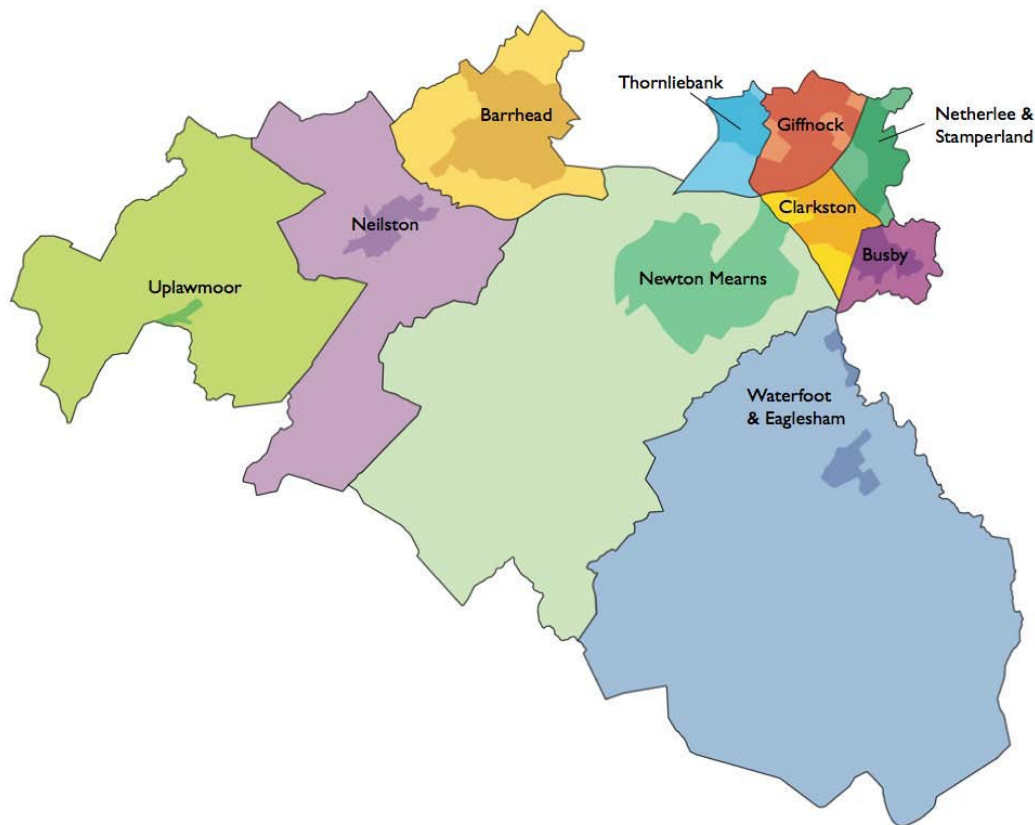 Thornliebank
Barrhead
Giffnock
Netherlee &
Stamperland
Clarkston
Neilston
Busby
Newton Mearns
Uplawmoor
Waterfoot
& Eaglesham